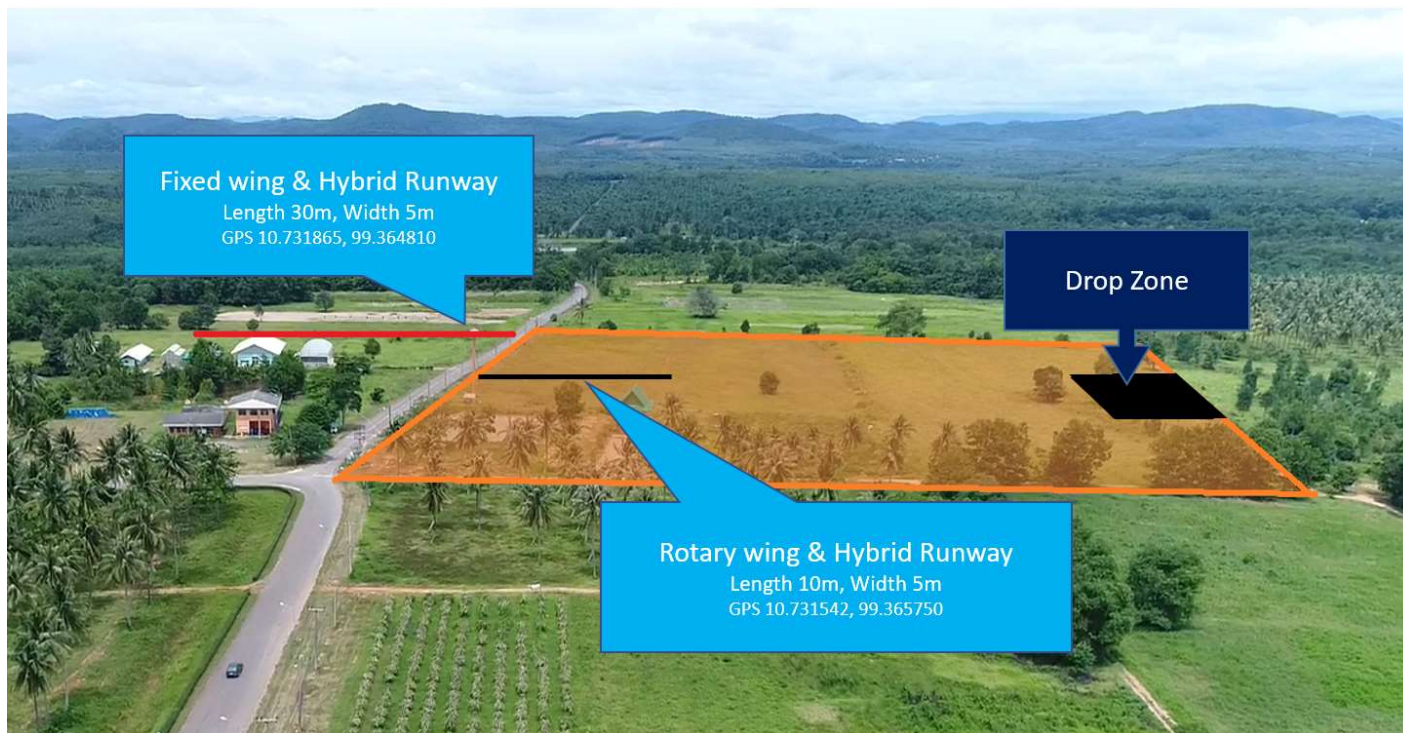 Fixed wing & Hybrid Runway
Length 30m, Width 5m
GPS 10.731865, 99.364810
Drop Zone
Rotary wing & Hybrid Runway
Length 10m, Width 5m
GPS 10.731542, 99.365750